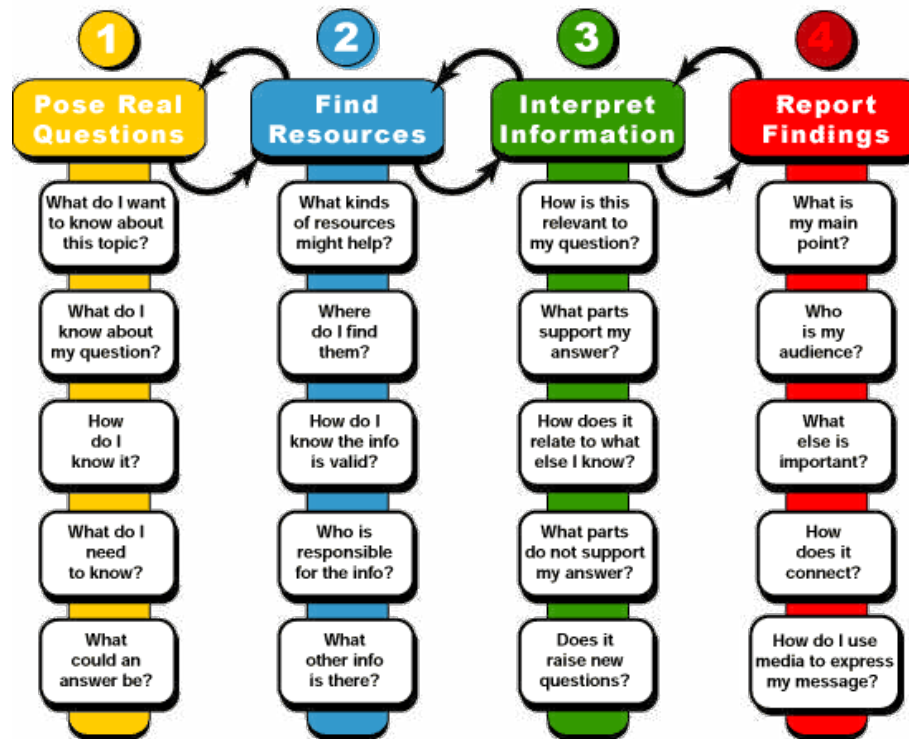 1
Pose Real
Questions
What do I want
to know about
this topic?
What do I
know about
my question?
How
do I
know it?
What do I
need
to know?
What
could an
answer be?
2
Find
Resources
What kinds
of resources
might help?
Where
do I find
them?
How do I
know the info
is valid?
Who is
responsible
for the info?
What
other info
is there?
3
Interpret
Information
How is this
relevant to
my question?
What parts
support my
answer?
How does it
relate to what
else I know?
What parts
do not support
my answer?
Does it
raise new
questions?
4
Report
Findings
What is
my main
point?
Who
is my
audience?
What
else is
important?
How
does it
connect?
How do I use
media to express
my message?